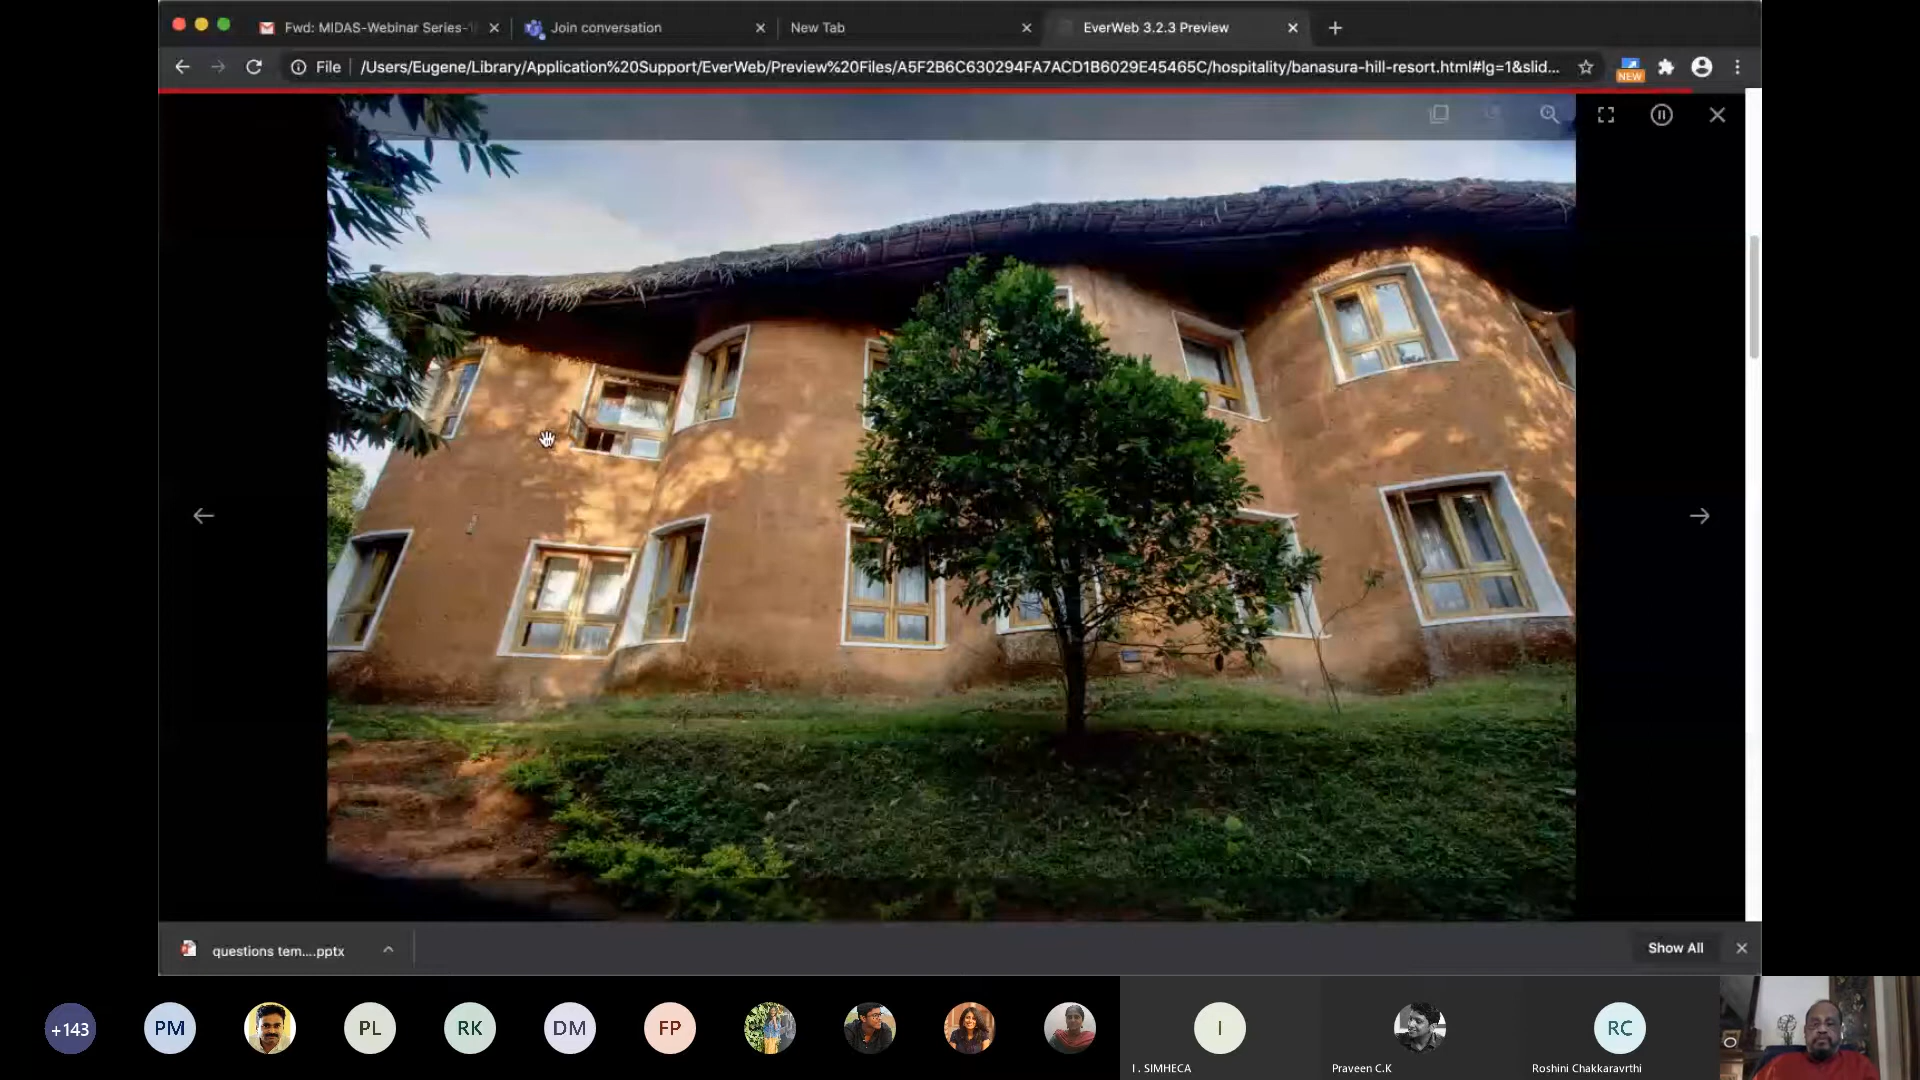 Fwd: MIDAS-Webinar Series-
Join conversation
New Tab
EverWeb 3.2.3 Preview
File
/Users/Eugene/Library/Application%20Support/EverWeb/Preview%20Files/A5F2B6C630294FA7ACD1B6029E45465C/hospitality/banasura-hill-resort.html#lg=1&slid...
NEW
questions tem....pptx
Show All
+143
PM
PL
RK
DM
FP
I
RC
I . SIMHECA
Praveen C.K
Roshini Chakkaravrthi